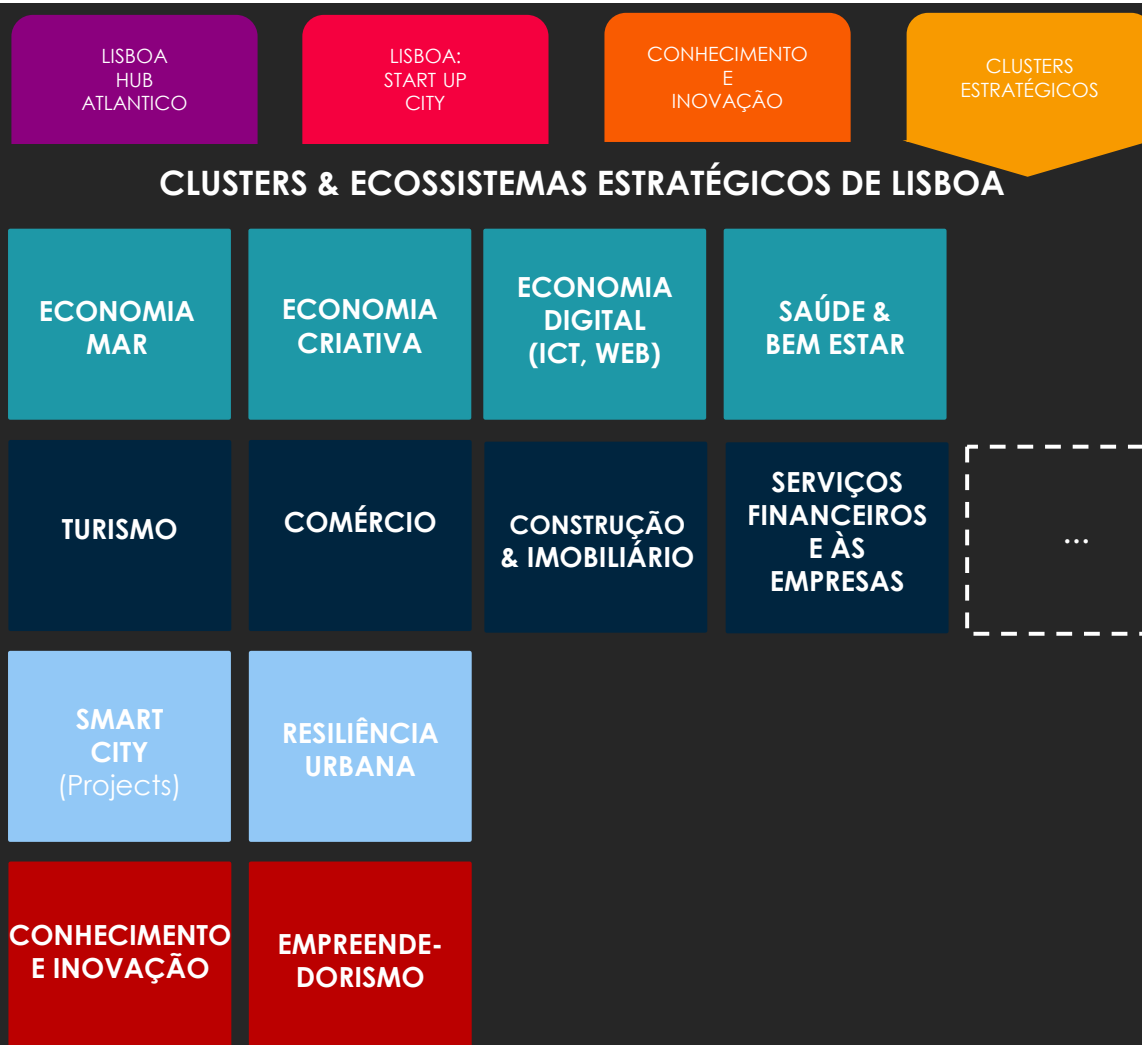 LISBOA
HUB
ATLANTICO
LISBOA:
START UP
CITY
CONHECIMENTO
E
INOVAÇÃO
CLUSTERS
ESTRATÉGICOS
CLUSTERS & ECOSSISTEMAS ESTRATÉGICOS DE LISBOA
ECONOMIA
MAR
ECONOMIA
CRIATIVA
ECONOMIA
DIGITAL
(ICT, WEB)
SAÚDE &
BEM ESTAR
TURISMO
COMÉRCIO
CONSTRUÇÃO
& IMOBILIÁRIO
SERVIÇOS
FINANCEIROS
E ÀS
EMPRESAS
...
SMART
CITY
(Projects)
RESILIÊNCIA
URBANA
CONHECIMENTO
E INOVAÇÃO
EMPREENDE-
DORISMO